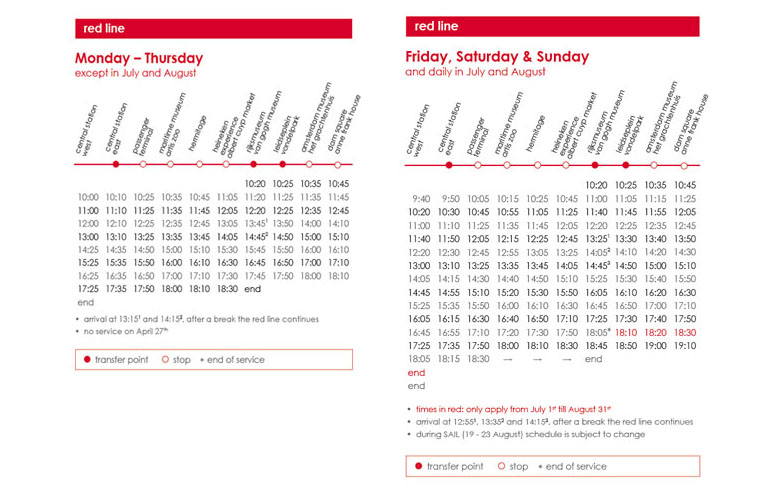 red line
Monday – Thursday
except in July and August
central station west
central station east
passenger terminal
maritime museum artis zoo
hermitage
heineken experience albert cuyp market
rijksmuseum van gogh museum
leidseplein vondelpark
amsterdam museum het grachtenhuis
dam square anne frank house
10:20 10:25 10:35 10:45
10:00 10:10 10:25 10:35 10:45 11:05 11:20 11:25 11:35 11:45
11:00 11:10 11:25 11:35 11:45 12:05 12:20 12:25 12:35 12:45
12:00 12:10 12:25 12:35 12:45 13:05 13:45¹ 13:50 14:00 14:10
13:00 13:10 13:25 13:35 13:45 14:05 14:45² 14:50 15:00 15:10
14:25 14:35 14:50 15:00 15:10 15:30 15:45 15:50 16:00 16:10
15:25 15:35 15:50 16:00 16:10 16:30 16:45 16:50 17:00 17:10
16:25 16:35 16:50 17:00 17:10 17:30 17:45 17:50 18:00 18:10
17:25 17:35 17:50 18:00 18:10 18:30 end
end
• arrival at 13:15¹ and 14:15², after a break the red line continues
• no service on April 27th
transfer point stop * end of service
red line
Friday, Saturday & Sunday
and daily in July and August
central station west
central station east
passenger terminal
maritime museum artis zoo
hermitage
heineken experience albert cuyp market
rijksmuseum van gogh museum
leidseplein vondelpark
amsterdam museum het grachtenhuis
dam square anne frank house
10:20 10:25 10:35 10:45
9:40 9:50 10:05 10:15 10:25 10:45 11:00 11:05 11:15 11:25
10:20 10:30 10:45 10:55 11:05 11:25 11:40 11:45 11:55 12:05
11:00 11:10 11:25 11:35 11:45 12:05 12:20 12:25 12:35 12:45
11:40 11:50 12:05 12:15 12:25 12:45 13:25¹ 13:30 13:40 13:50
12:20 12:30 12:45 12:55 13:05 13:25 14:05² 14:10 14:20 14:30
13:00 13:10 13:25 13:35 13:45 14:05 14:45³ 14:50 15:00 15:10
14:05 14:15 14:30 14:40 14:50 15:10 15:25 15:30 15:40 15:50
14:45 14:55 15:10 15:20 15:30 15:50 16:05 16:10 16:20 16:30
15:25 15:35 15:50 16:00 16:10 16:30 16:45 16:50 17:00 17:10
16:05 16:15 16:30 16:40 16:50 17:10 17:25 17:30 17:40 17:50
16:45 16:55 17:10 17:20 17:30 17:50 18:05* 18:10 18:20 18:30
17:25 17:35 17:50 18:00 18:10 18:30 18:45 18:50 19:00 19:10
18:05 18:15 18:30 → → → end
end
end
• times in red: only apply from July 1st till August 31st
• arrival at 12:55¹, 13:35² and 14:15³, after a break the red line continues
• during SAIL (19 - 23 August) schedule is subject to change
transfer point stop * end of service